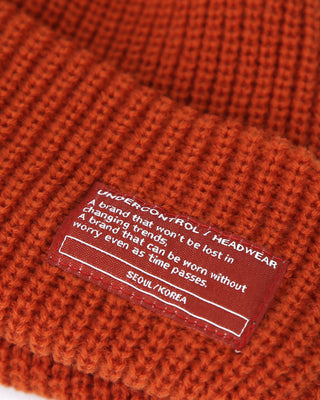 UNDERCONTROL / HEADWEAR
A brand that won't be lost in
changing trends,
A brand that can be worn without
worry even as time passes.
SEOUL/KOREA